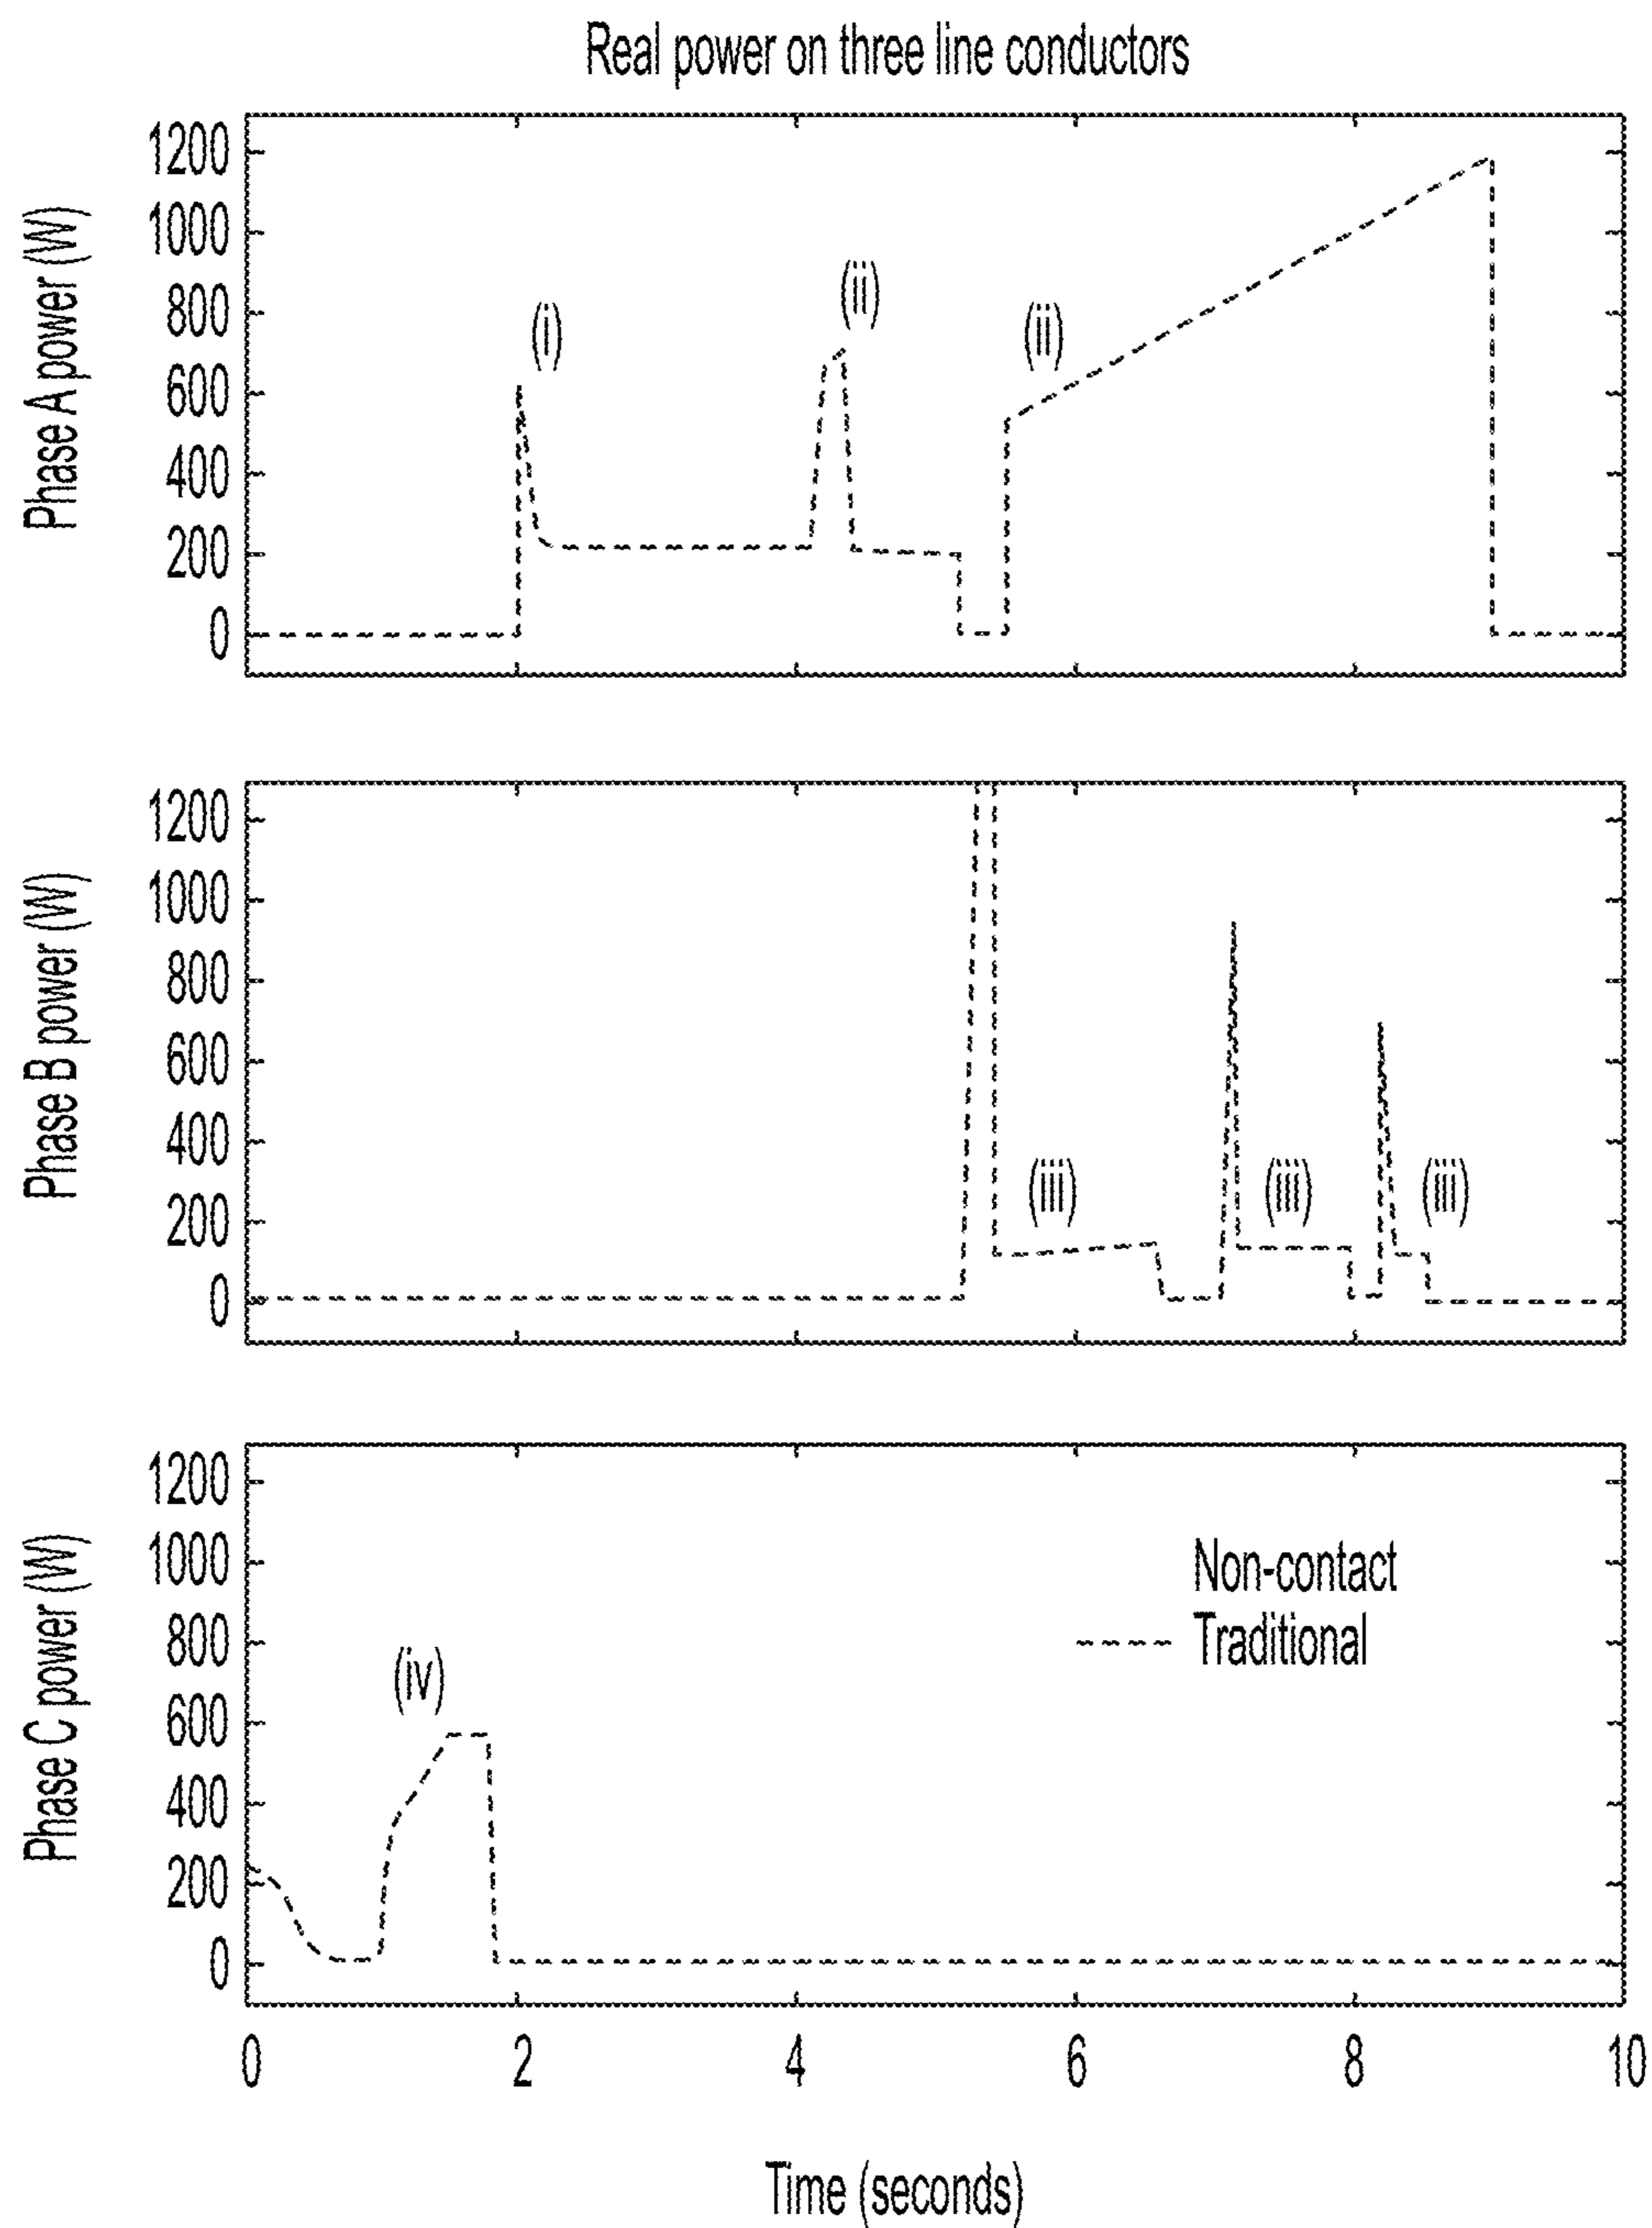 Real power on three line conductors
Phase A power (W)
1200
1000
800
600
400
200
0
(i)
(ii)
(ii)
Phase B power (W)
1200
1000
800
600
400
200
0
(iii)
(iii)
(iii)
Phase C power (W)
1200
1000
800
600
400
200
0
(iv)
Non-contact
Traditional
0 2 4 6 8 10
Time (seconds)